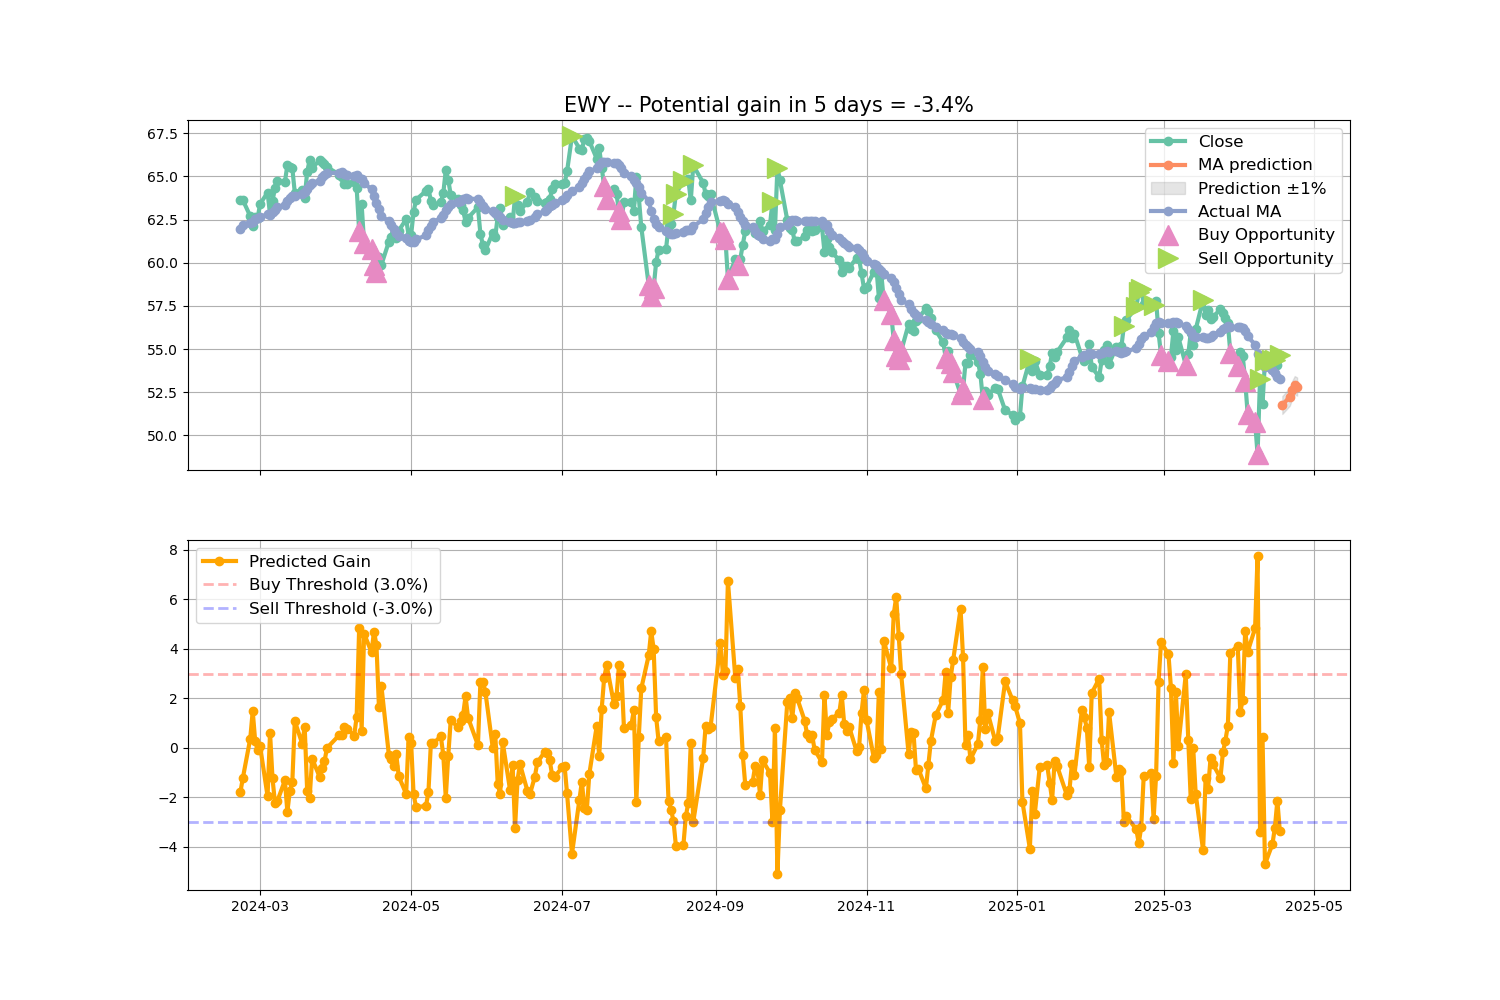 EWY -- Potential gain in 5 days = -3.4%
67.5
65.0
62.5
60.0
57.5
55.0
52.5
50.0
Close
MA prediction
Prediction ±1%
Actual MA
Buy Opportunity
Sell Opportunity
8
6
4
2
0
−2
−4
Predicted Gain
Buy Threshold (3.0%)
Sell Threshold (-3.0%)
2024-03
2024-05
2024-07
2024-09
2024-11
2025-01
2025-03
2025-05